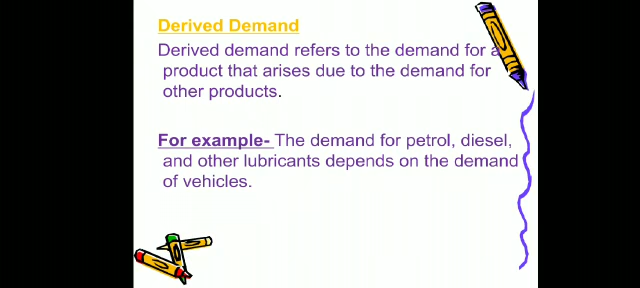 Derived Demand
Derived demand refers to the demand for a
product that arises due to the demand for
other products.
For example- The demand for petrol, diesel,
and other lubricants depends on the demand
of vehicles.